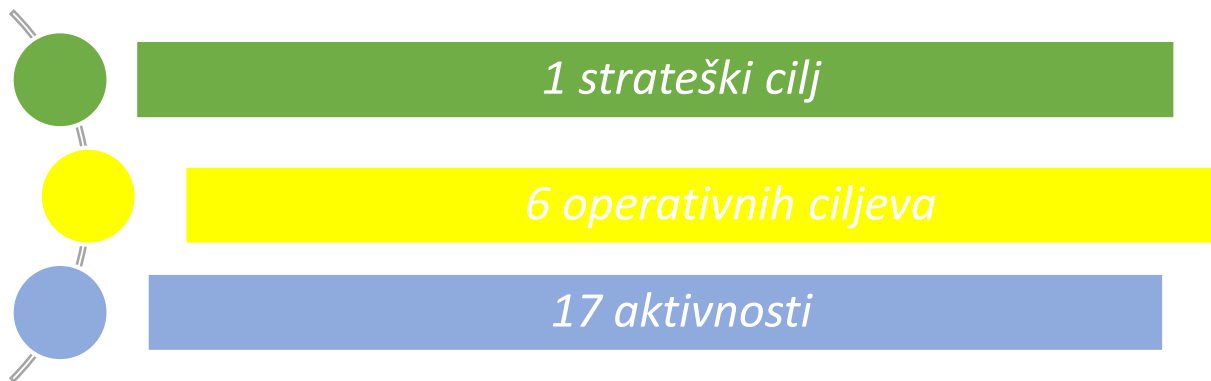 1 strateški cilj
6 operativnih ciljeva
17 aktivnosti